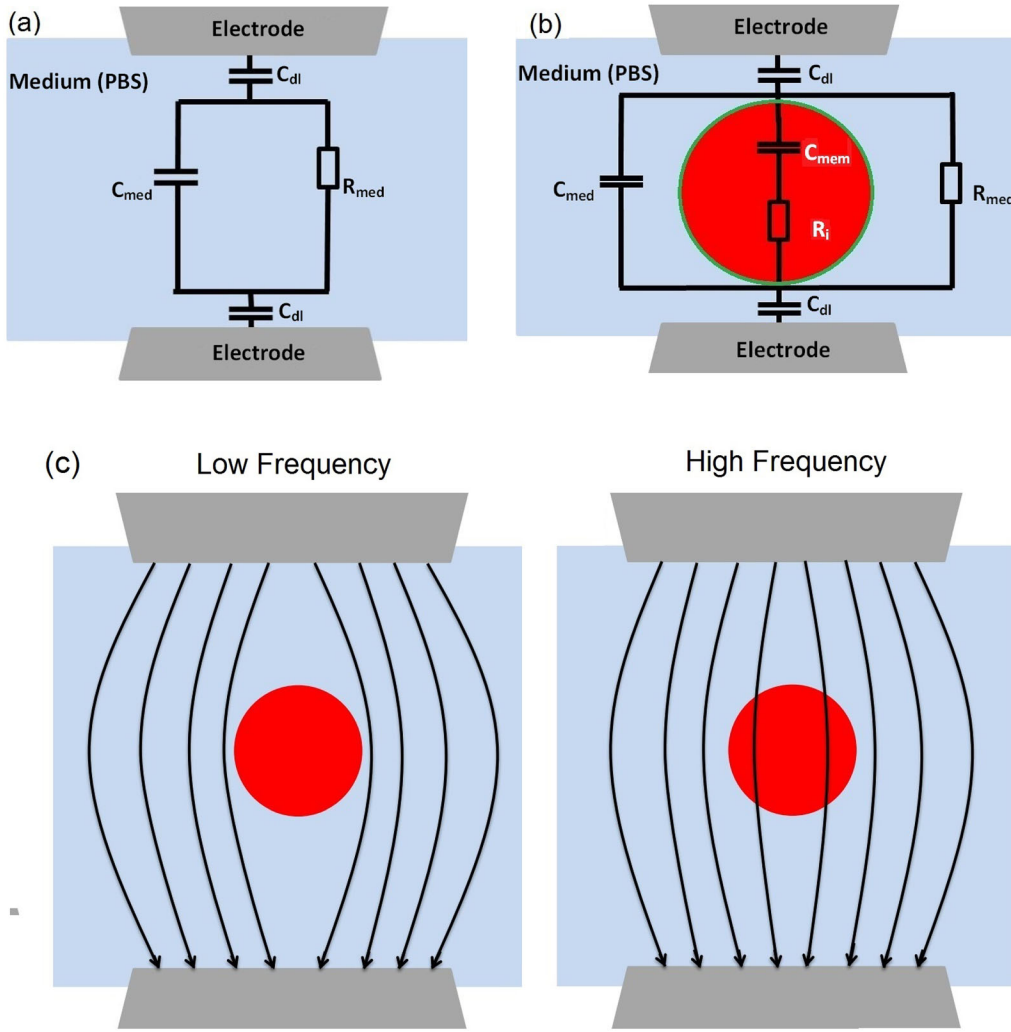 (a)
Electrode
Medium (PBS)
Cdl
Cmed
Rmed
Cdl
Electrode
(b)
Electrode
Medium (PBS)
Cdl
Cmem
Cmed
Rmed
Ri
Cdl
Electrode
(c)
Low Frequency
High Frequency